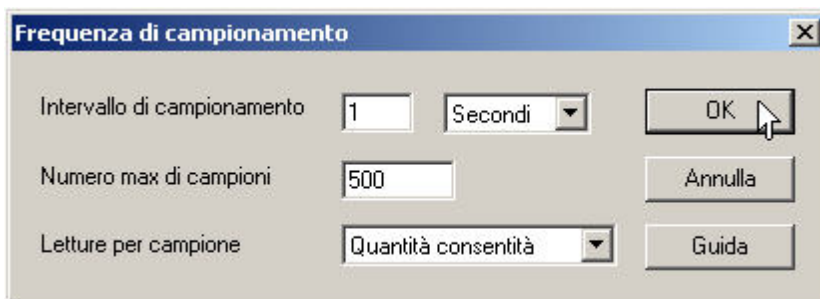 Frequenza di campionamento
Intervallo di campionamento 1 Secondi OK
Numero max di campioni 500 Annulla
Letture per campione Quantità consentità Guida